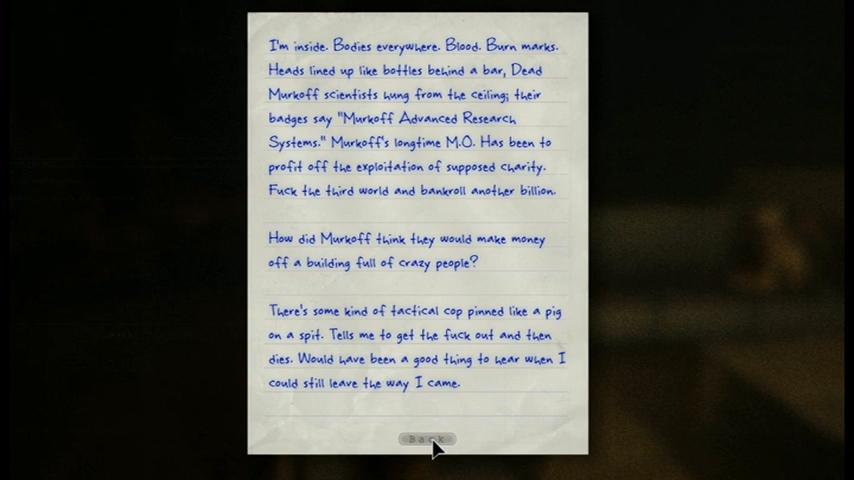 I'm inside. Bodies everywhere. Blood. Burn marks.
Heads lined up like bottles behind a bar, Dead
Murkoff scientists hung from the ceiling; their
badges say "Murkoff Advanced Research
Systems." Murkoff's longtime M.O. Has been to
profit off the exploitation of supposed charity.
Fuck the third world and bankroll another billion.
How did Murkoff think they would make money
off a building full of crazy people?
There's some kind of tactical cop pinned like a pig
on a spit. Tells me to get the fuck out and then
dies. Would have been a good thing to hear when I
could still leave the way I came.
Back